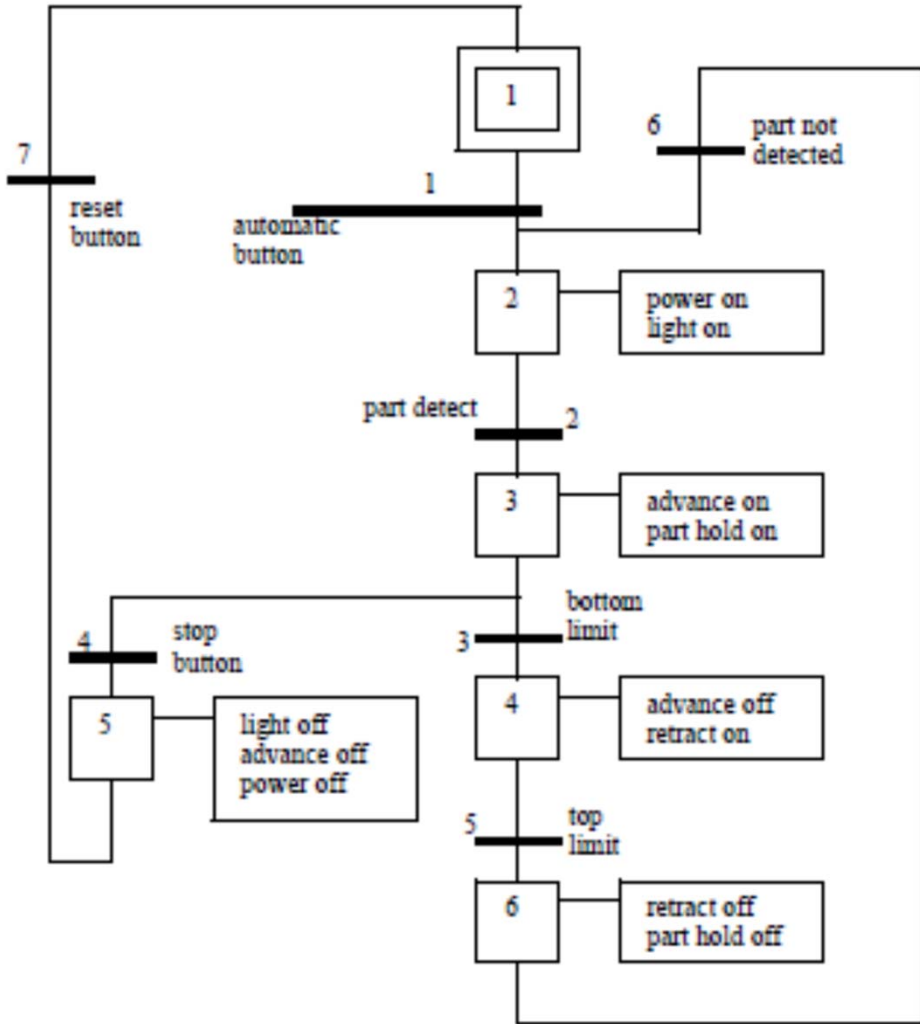 1
6
part not
detected
7
reset
button
1
automatic
button
2
power on
light on
part detect
2
3
advance on
part hold on
4
stop
button
3
bottom
limit
5
light off
advance off
power off
4
advance off
retract on
5
top
limit
6
retract off
part hold off